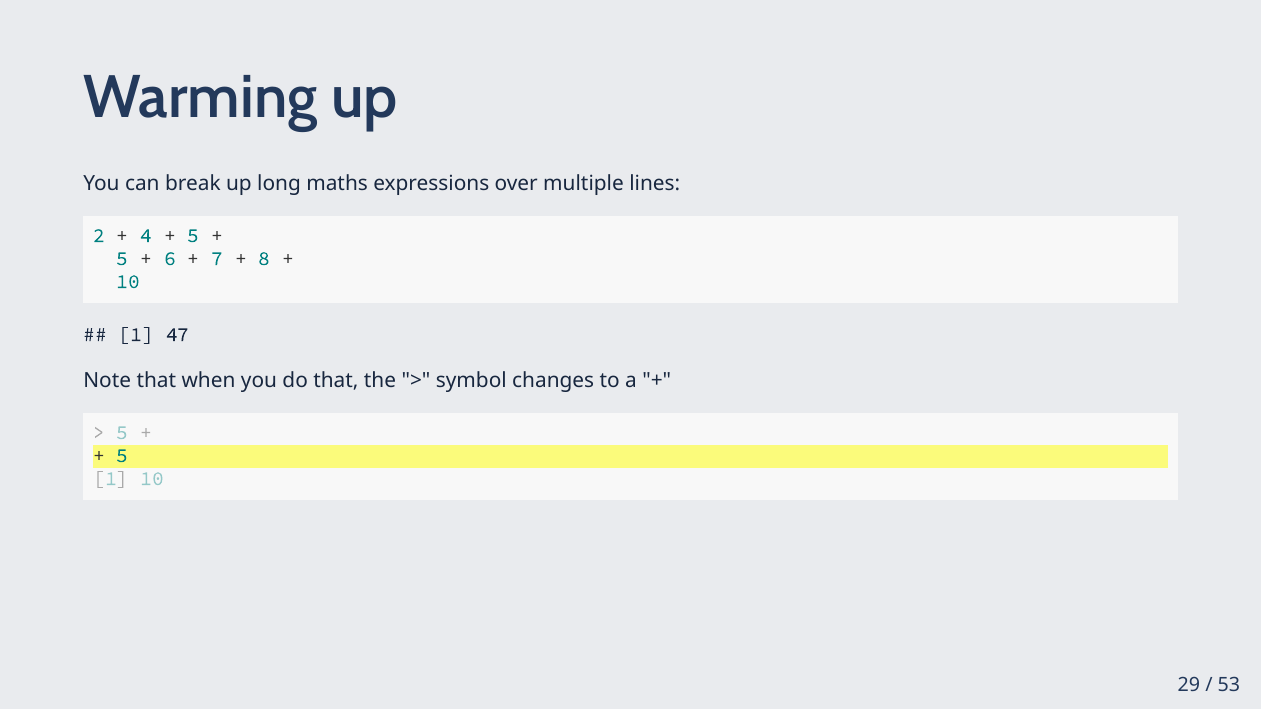 Warming up
You can break up long maths expressions over multiple lines:
2 + 4 + 5 +
  5 + 6 + 7 + 8 +
  10
## [1] 47
Note that when you do that, the ">" symbol changes to a "+"
> 5 +
+ 5
[1] 10
29 / 53